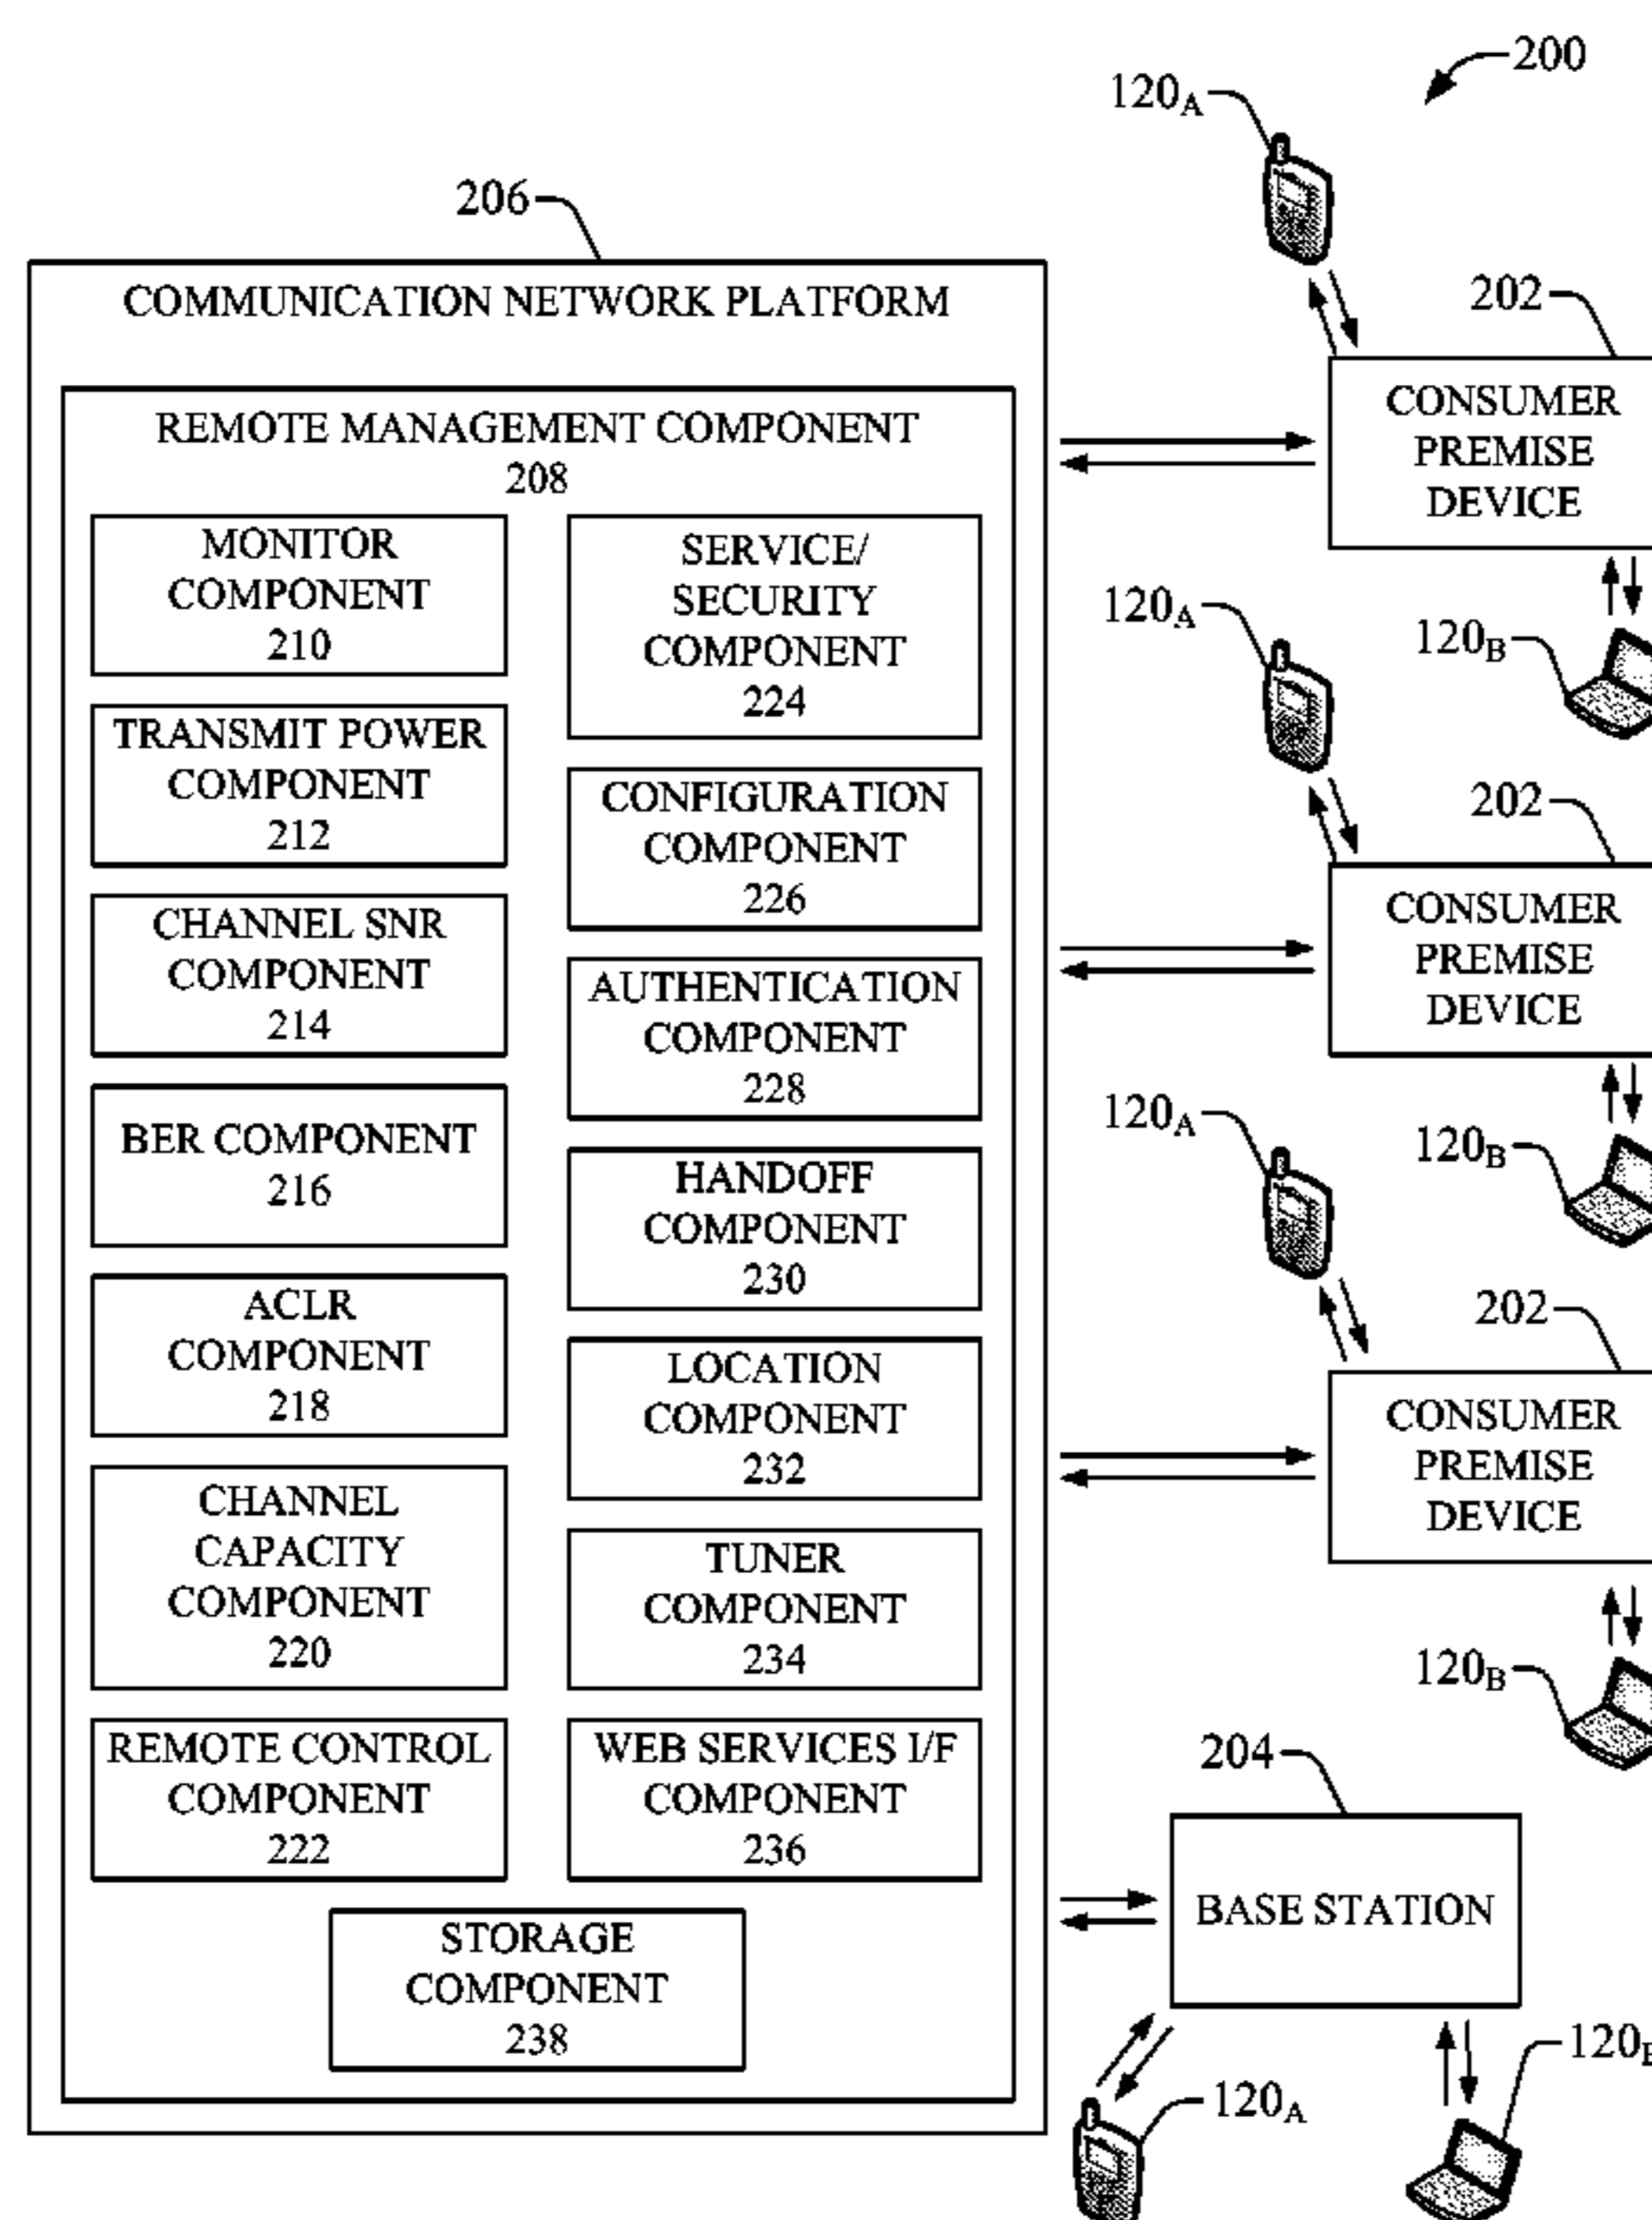 200
120A
206
COMMUNICATION NETWORK PLATFORM
202
CONSUMER
PREMISE
DEVICE
REMOTE MANAGEMENT COMPONENT
208
MONITOR
COMPONENT
210
TRANSMIT POWER
COMPONENT
212
CHANNEL SNR
COMPONENT
214
BER COMPONENT
216
ACLR
COMPONENT
218
CHANNEL
CAPACITY
COMPONENT
220
REMOTE CONTROL
COMPONENT
222
SERVICE/
SECURITY
COMPONENT
224
CONFIGURATION
COMPONENT
226
AUTHENTICATION
COMPONENT
228
HANDOFF
COMPONENT
230
LOCATION
COMPONENT
232
TUNER
COMPONENT
234
WEB SERVICES I/F
COMPONENT
236
STORAGE
COMPONENT
238
120A
120B
202
CONSUMER
PREMISE
DEVICE
120A
120B
202
CONSUMER
PREMISE
DEVICE
120B
204
BASE STATION
120A